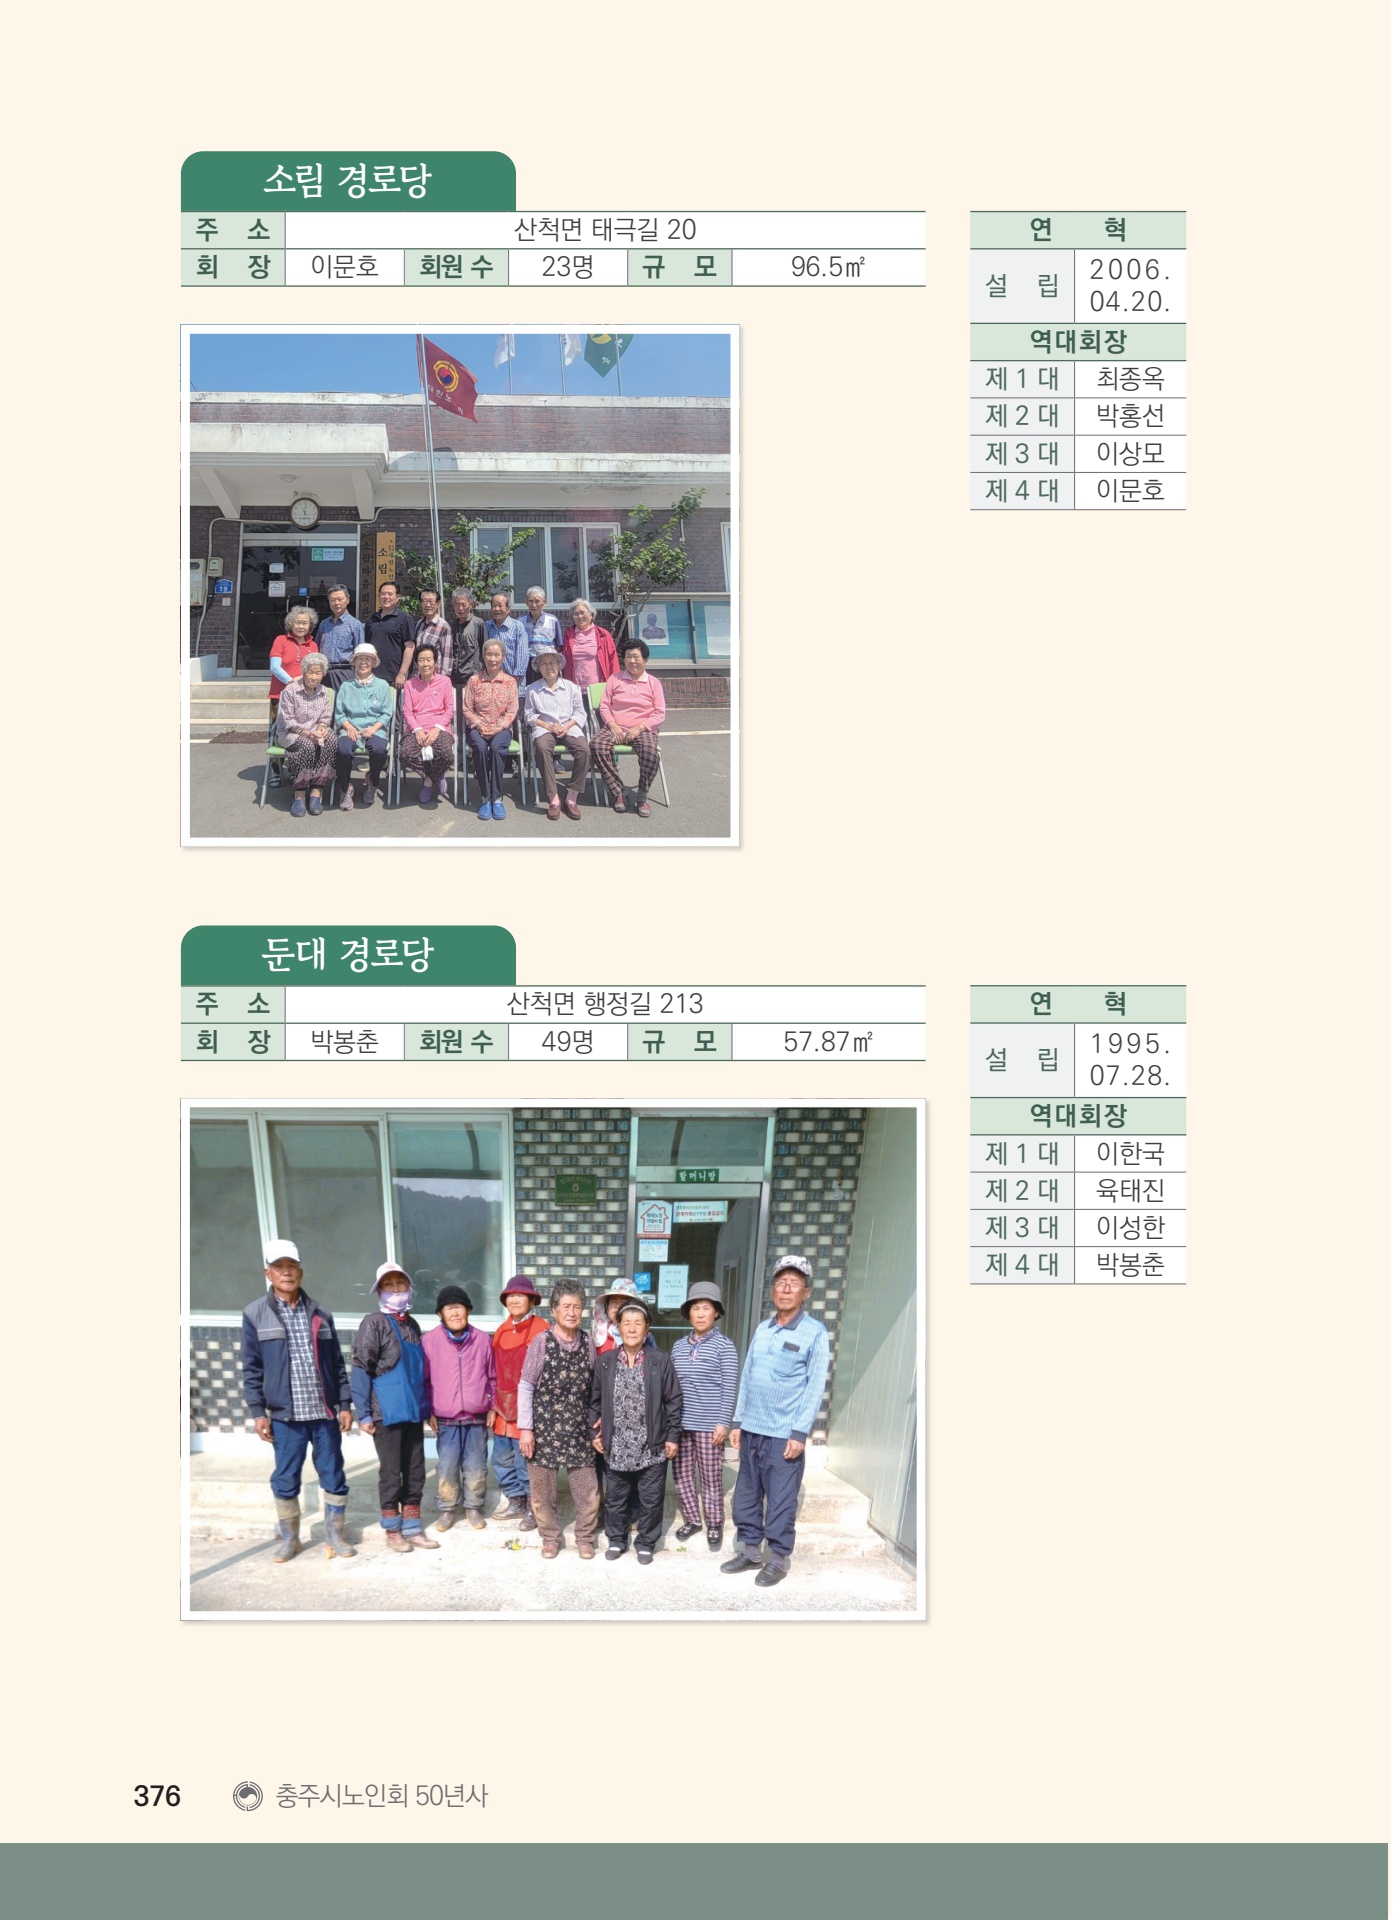 소림 경로당
주 소 산척면 태극길 20
회 장 이문호 회원 수 23명 규 모 96.5㎡
연 혁
설 립 2006.
04.20.
역대회장
제 1 대 최종옥
제 2 대 박홍선
제 3 대 이상모
제 4 대 이문호
대한노
소림
19
둔대 경로당
주 소 산척면 행정길 213
회 장 박봉춘 회원 수 49명 규 모 57.87㎡
연 혁
설 립 1995.
07.28.
역대회장
제 1 대 이한국
제 2 대 육태진
제 3 대 이성한
제 4 대 박봉춘
할머니방
376 충주시노인회 50년사